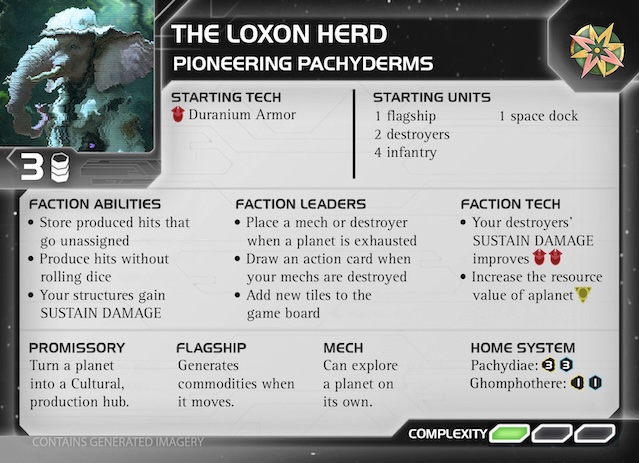 THE LOXON HERD
PIONEERING PACHYDERMS
3
STARTING TECH
Duranium Armor
STARTING UNITS
1 flagship
1 space dock
2 destroyers
4 infantry
FACTION ABILITIES
• Store produced hits that
go unassigned
• Produce hits without
rolling dice
• Your structures gain
SUSTAIN DAMAGE
FACTION LEADERS
• Place a mech or destroyer
when a planet is exhausted
• Draw an action card when
your mechs are destroyed
• Add new tiles to the
game board
FACTION TECH
• Your destroyers'
SUSTAIN DAMAGE
improves
• Increase the resource
value of aplanet
PROMISSORY
Turn a planet
into a Cultural,
production hub.
FLAGSHIP
Generates
commodities when
it moves.
MECH
Can explore
a planet on
its own.
HOME SYSTEM
Pachydiae: 3 3
Ghomphothere: 1 1
COMPLEXITY
CONTAINS GENERATED IMAGERY